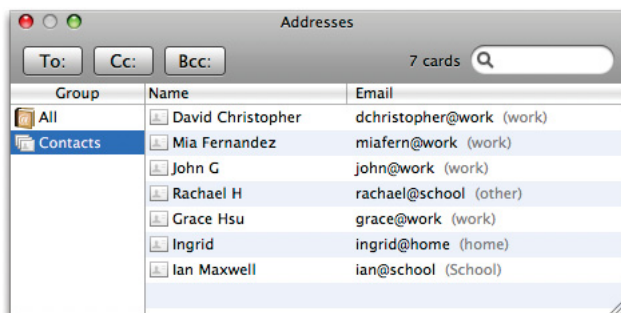 Addresses
To: Cc: Bcc: 7 cards
Group Name Email
All David Christopher dchristopher@work (work)
Contacts Mia Fernandez miafern@work (work)
John G john@work (work)
Rachael H rachael@school (other)
Grace Hsu grace@work (work)
Ingrid ingrid@home (home)
Ian Maxwell ian@school (School)